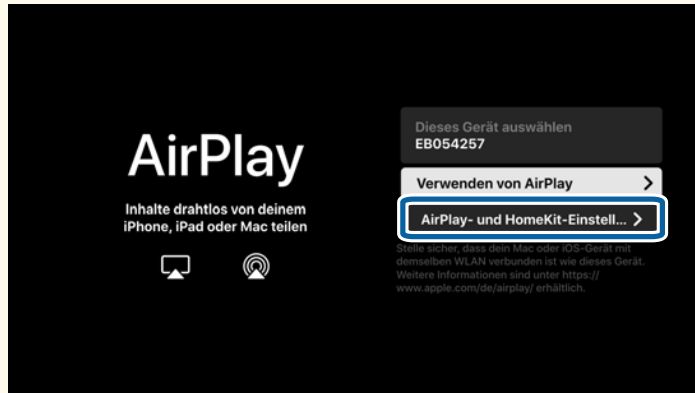 AirPlay
Inhalte drahtlos von deinem
iPhone, iPad oder Mac teilen
Dieses Gerät auswählen
EB054257
Verwenden von AirPlay
AirPlay- und HomeKit-Einstell...
Stelle sicher, dass dein Mac oder iOS-Gerät mit
demselben WLAN verbunden ist wie dieses Gerät.
Weitere Informationen sind unter https://
www.apple.com/de/airplay/ erhältlich.